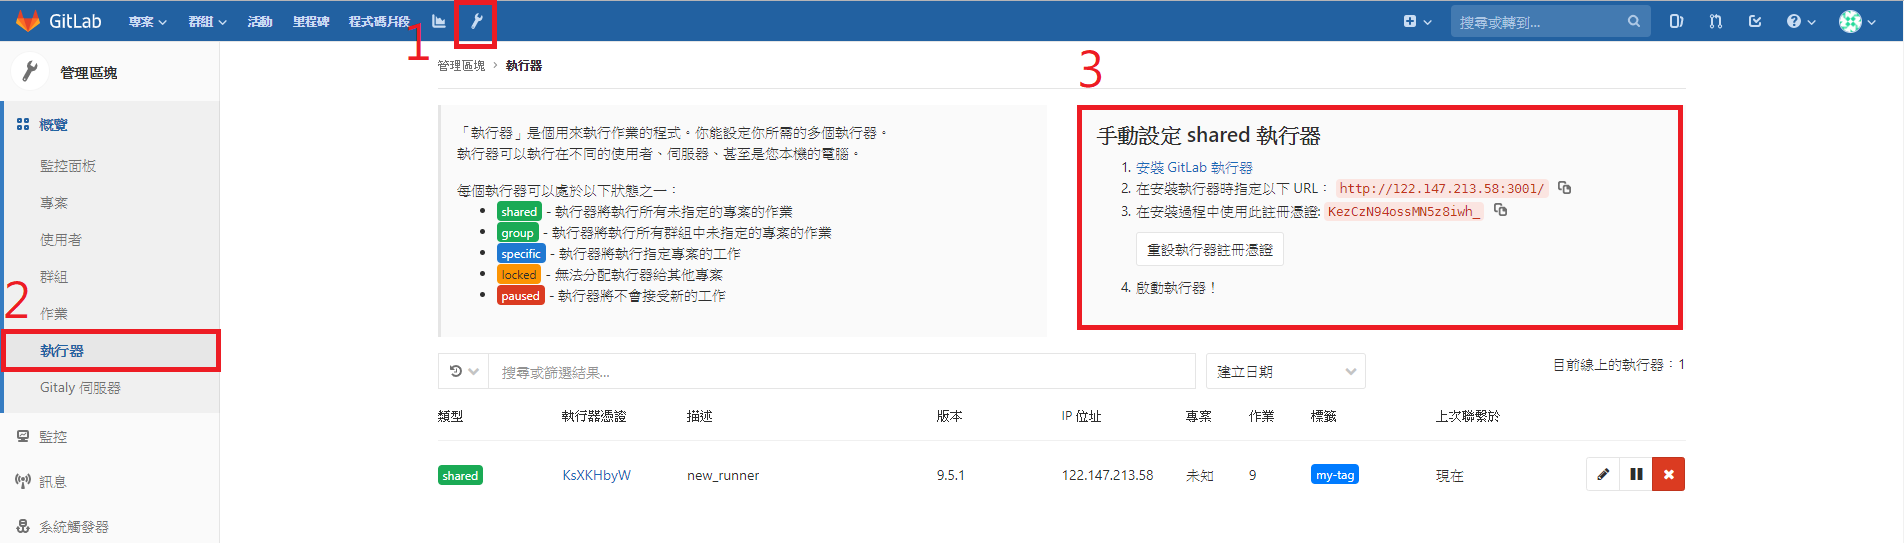 GitLab 專案 群組 活動 里程碑 程式碼片段 搜尋或轉到...
1
管理區塊
管理區塊 > 執行器
3
概覽
監控面板
專案
使用者
群組
2
作業
執行器
Gitaly 伺服器
監控
訊息
系統觸發器
「執行器」是個用來執行作業的程式。你能設定你所需的多個執行器。
執行器可以執行在不同的使用者、伺服器、甚至是您本機的電腦。
每個執行器可以處於以下狀態之一：
• shared - 執行器將執行所有未指定的專案的作業
• group - 執行器將執行所有群組中未指定的專案的作業
• specific - 執行器將執行指定專案的工作
• locked - 無法分配執行器給其他專案
• paused - 執行器將不會接受新的工作
手動設定 shared 執行器
1. 安裝 GitLab 執行器
2. 在安裝執行器時指定以下 URL： http://122.147.213.58:3001/
3. 在安裝過程中使用此註冊憑證: KezCzN94ossMN5z8iwh_
重設執行器註冊憑證
4. 啟動執行器！
搜尋或篩選結果... 建立日期 目前線上的執行器：1
類型 執行器憑證 描述 版本 IP 位址 專案 作業 標籤 上次聯繫於
shared KsXKHbyW new_runner 9.5.1 122.147.213.58 未知 9 my-tag 現在